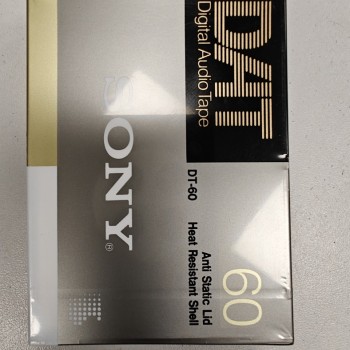 DAT
Digital Audio Tape
DT-60
60
Anti Static Lid
Heat Resistant Shell
SONY®